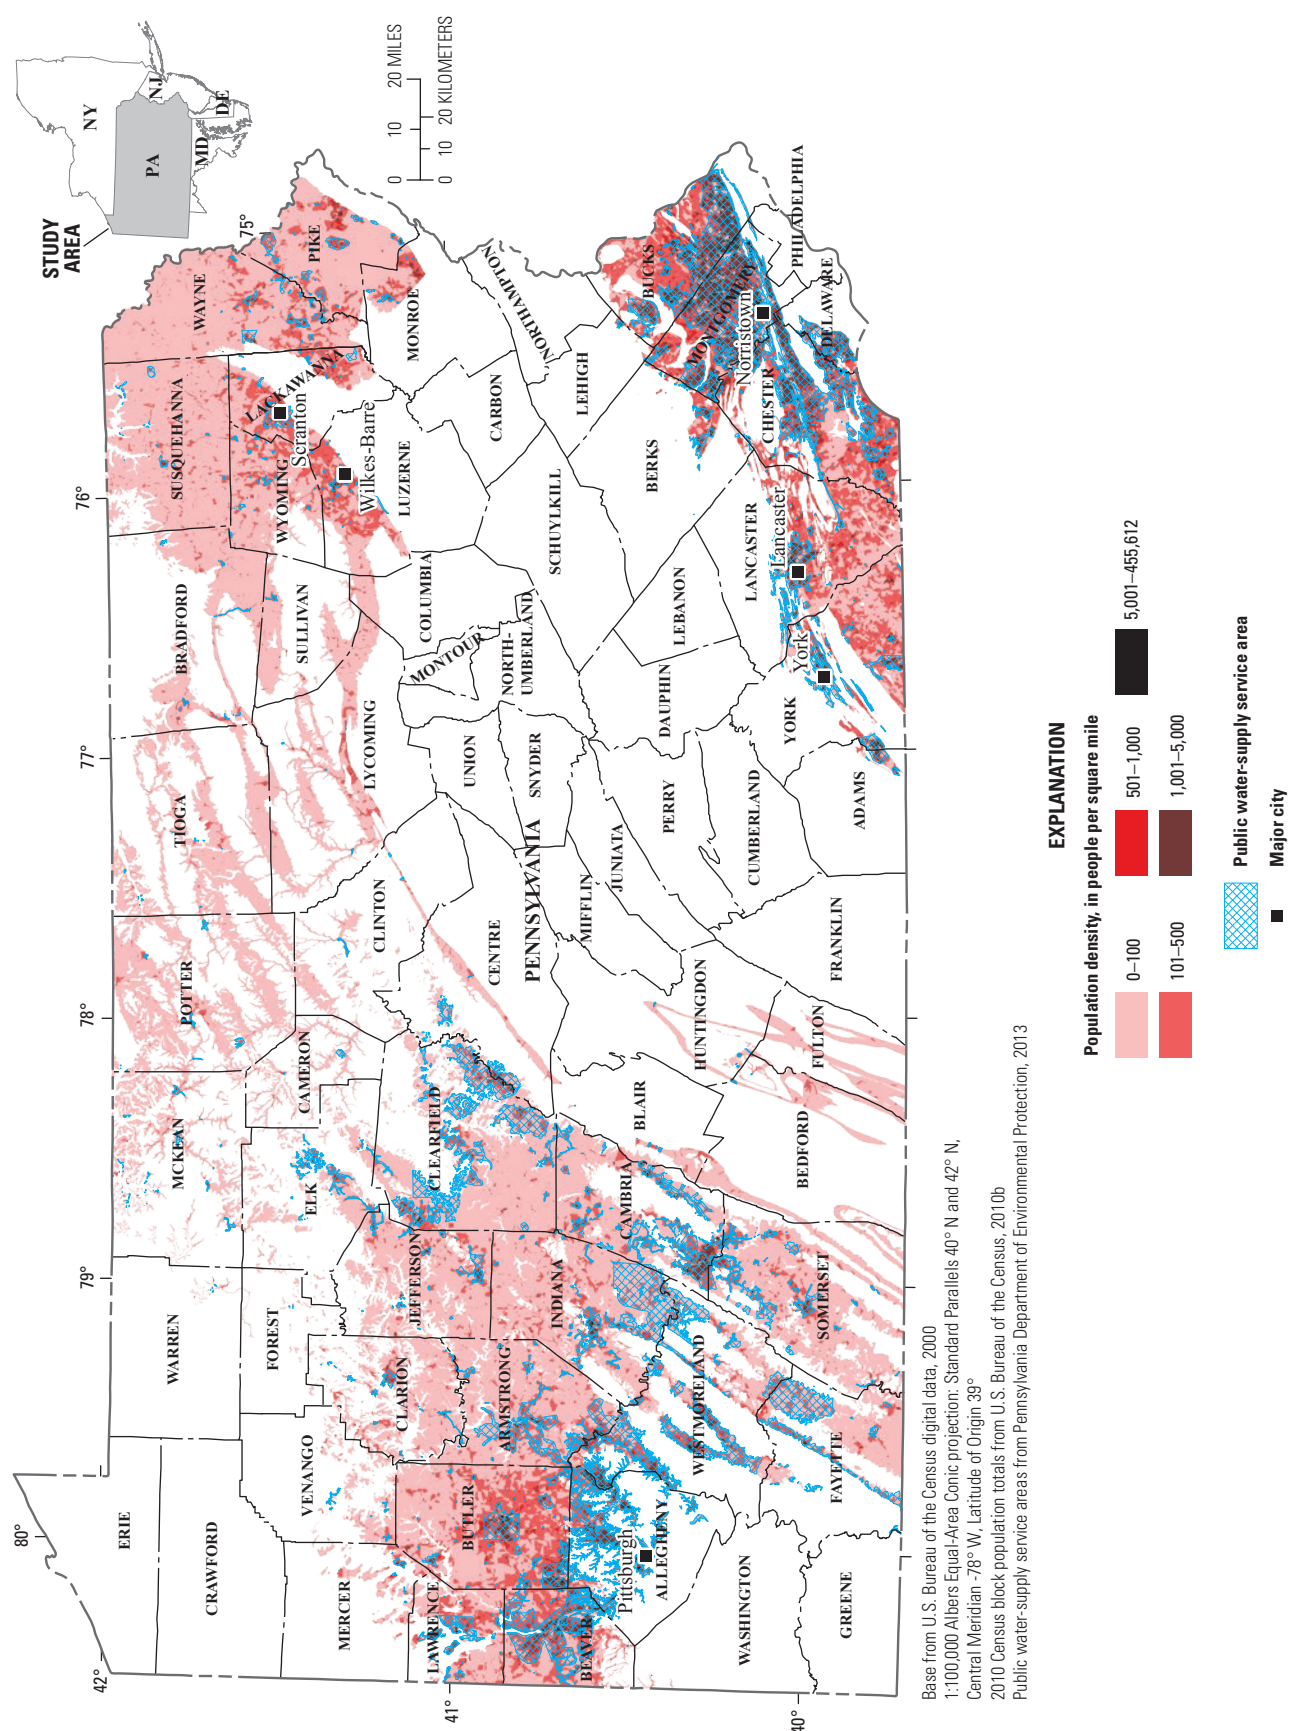 80°
79°
78°
77°
76°
75°
42°
41°
40°
STUDY
AREA
NY
PA
NJ
MD
DE
0 10 20 MILES
0 10 20 KILOMETERS
ERIE
CRAWFORD
WARREN
MCKEAN
POTTER
TIOGA
BRADFORD
SUSQUEHANNA
WAYNE
PIKE
MERCER
VENANGO
FOREST
ELK
CAMERON
CLINTON
LYCOMING
SULLIVAN
WYOMING
LACKAWANNA
Scranton
Wilkes-Barre
LUZERNE
MONROE
LAWRENCE
BUTLER
CLARION
JEFFERSON
CLEARFIELD
CENTRE
UNION
MONTOUR
COLUMBIA
CARBON
NORTHAMPTON
BEAVER
ARMSTRONG
INDIANA
PENNSYLVANIA
SNYDER
NORTH-
UMBERLAND
SCHUYLKILL
LEHIGH
Pittsburgh
ALLEGHENY
WESTMORELAND
CAMBRIA
BLAIR
HUNTINGDON
MIFFLIN
JUNIATA
PERRY
DAUPHIN
LEBANON
BERKS
BUCKS
MONTGOMERY
Norristown
WASHINGTON
GREENE
FAYETTE
SOMERSET
BEDFORD
FULTON
FRANKLIN
CUMBERLAND
ADAMS
YORK
York
LANCASTER
Lancaster
CHESTER
DELAWARE
PHILADELPHIA
Base from U.S. Bureau of the Census digital data, 2000
1:100,000 Albers Equal-Area Conic projection: Standard Parallels 40° N and 42° N,
Central Meridian -78° W, Latitude of Origin 39°
2010 Census block population totals from U.S. Bureau of the Census, 2010b
Public water-supply service areas from Pennsylvania Department of Environmental Protection, 2013
EXPLANATION
Population density, in people per square mile
0–100
501–1,000
5,001–455,612
101–500
1,001–5,000
Public water-supply service area
Major city